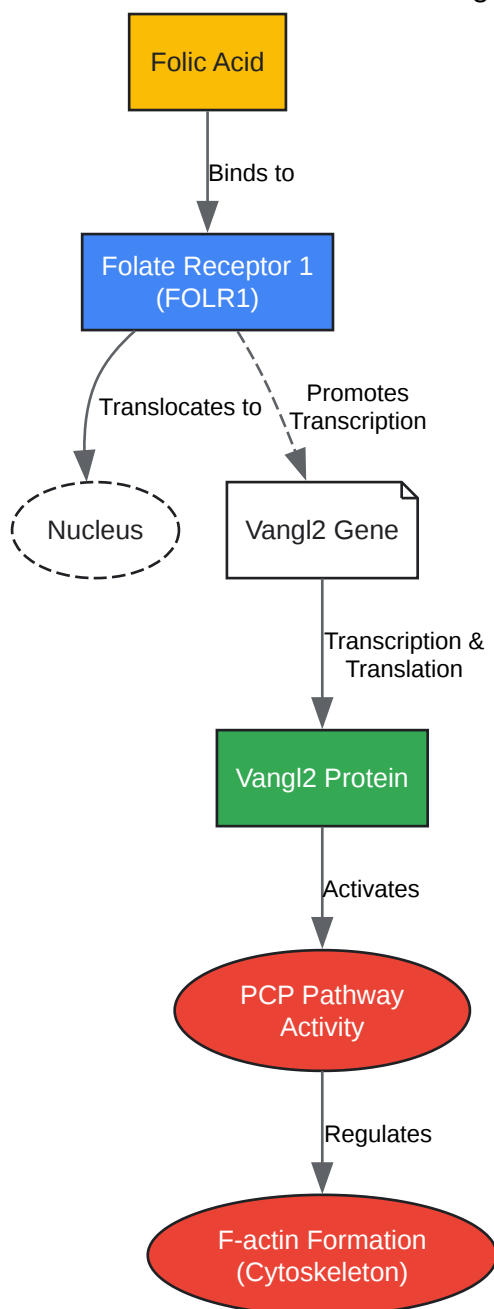 Folic Acid
Binds to
Folate Receptor 1
(FOLR1)
Translocates to
Promotes
Transcription
Nucleus
Vangl2 Gene
Transcription &
Translation
Vangl2 Protein
Activates
PCP Pathway
Activity
Regulates
F-actin Formation
(Cytoskeleton)